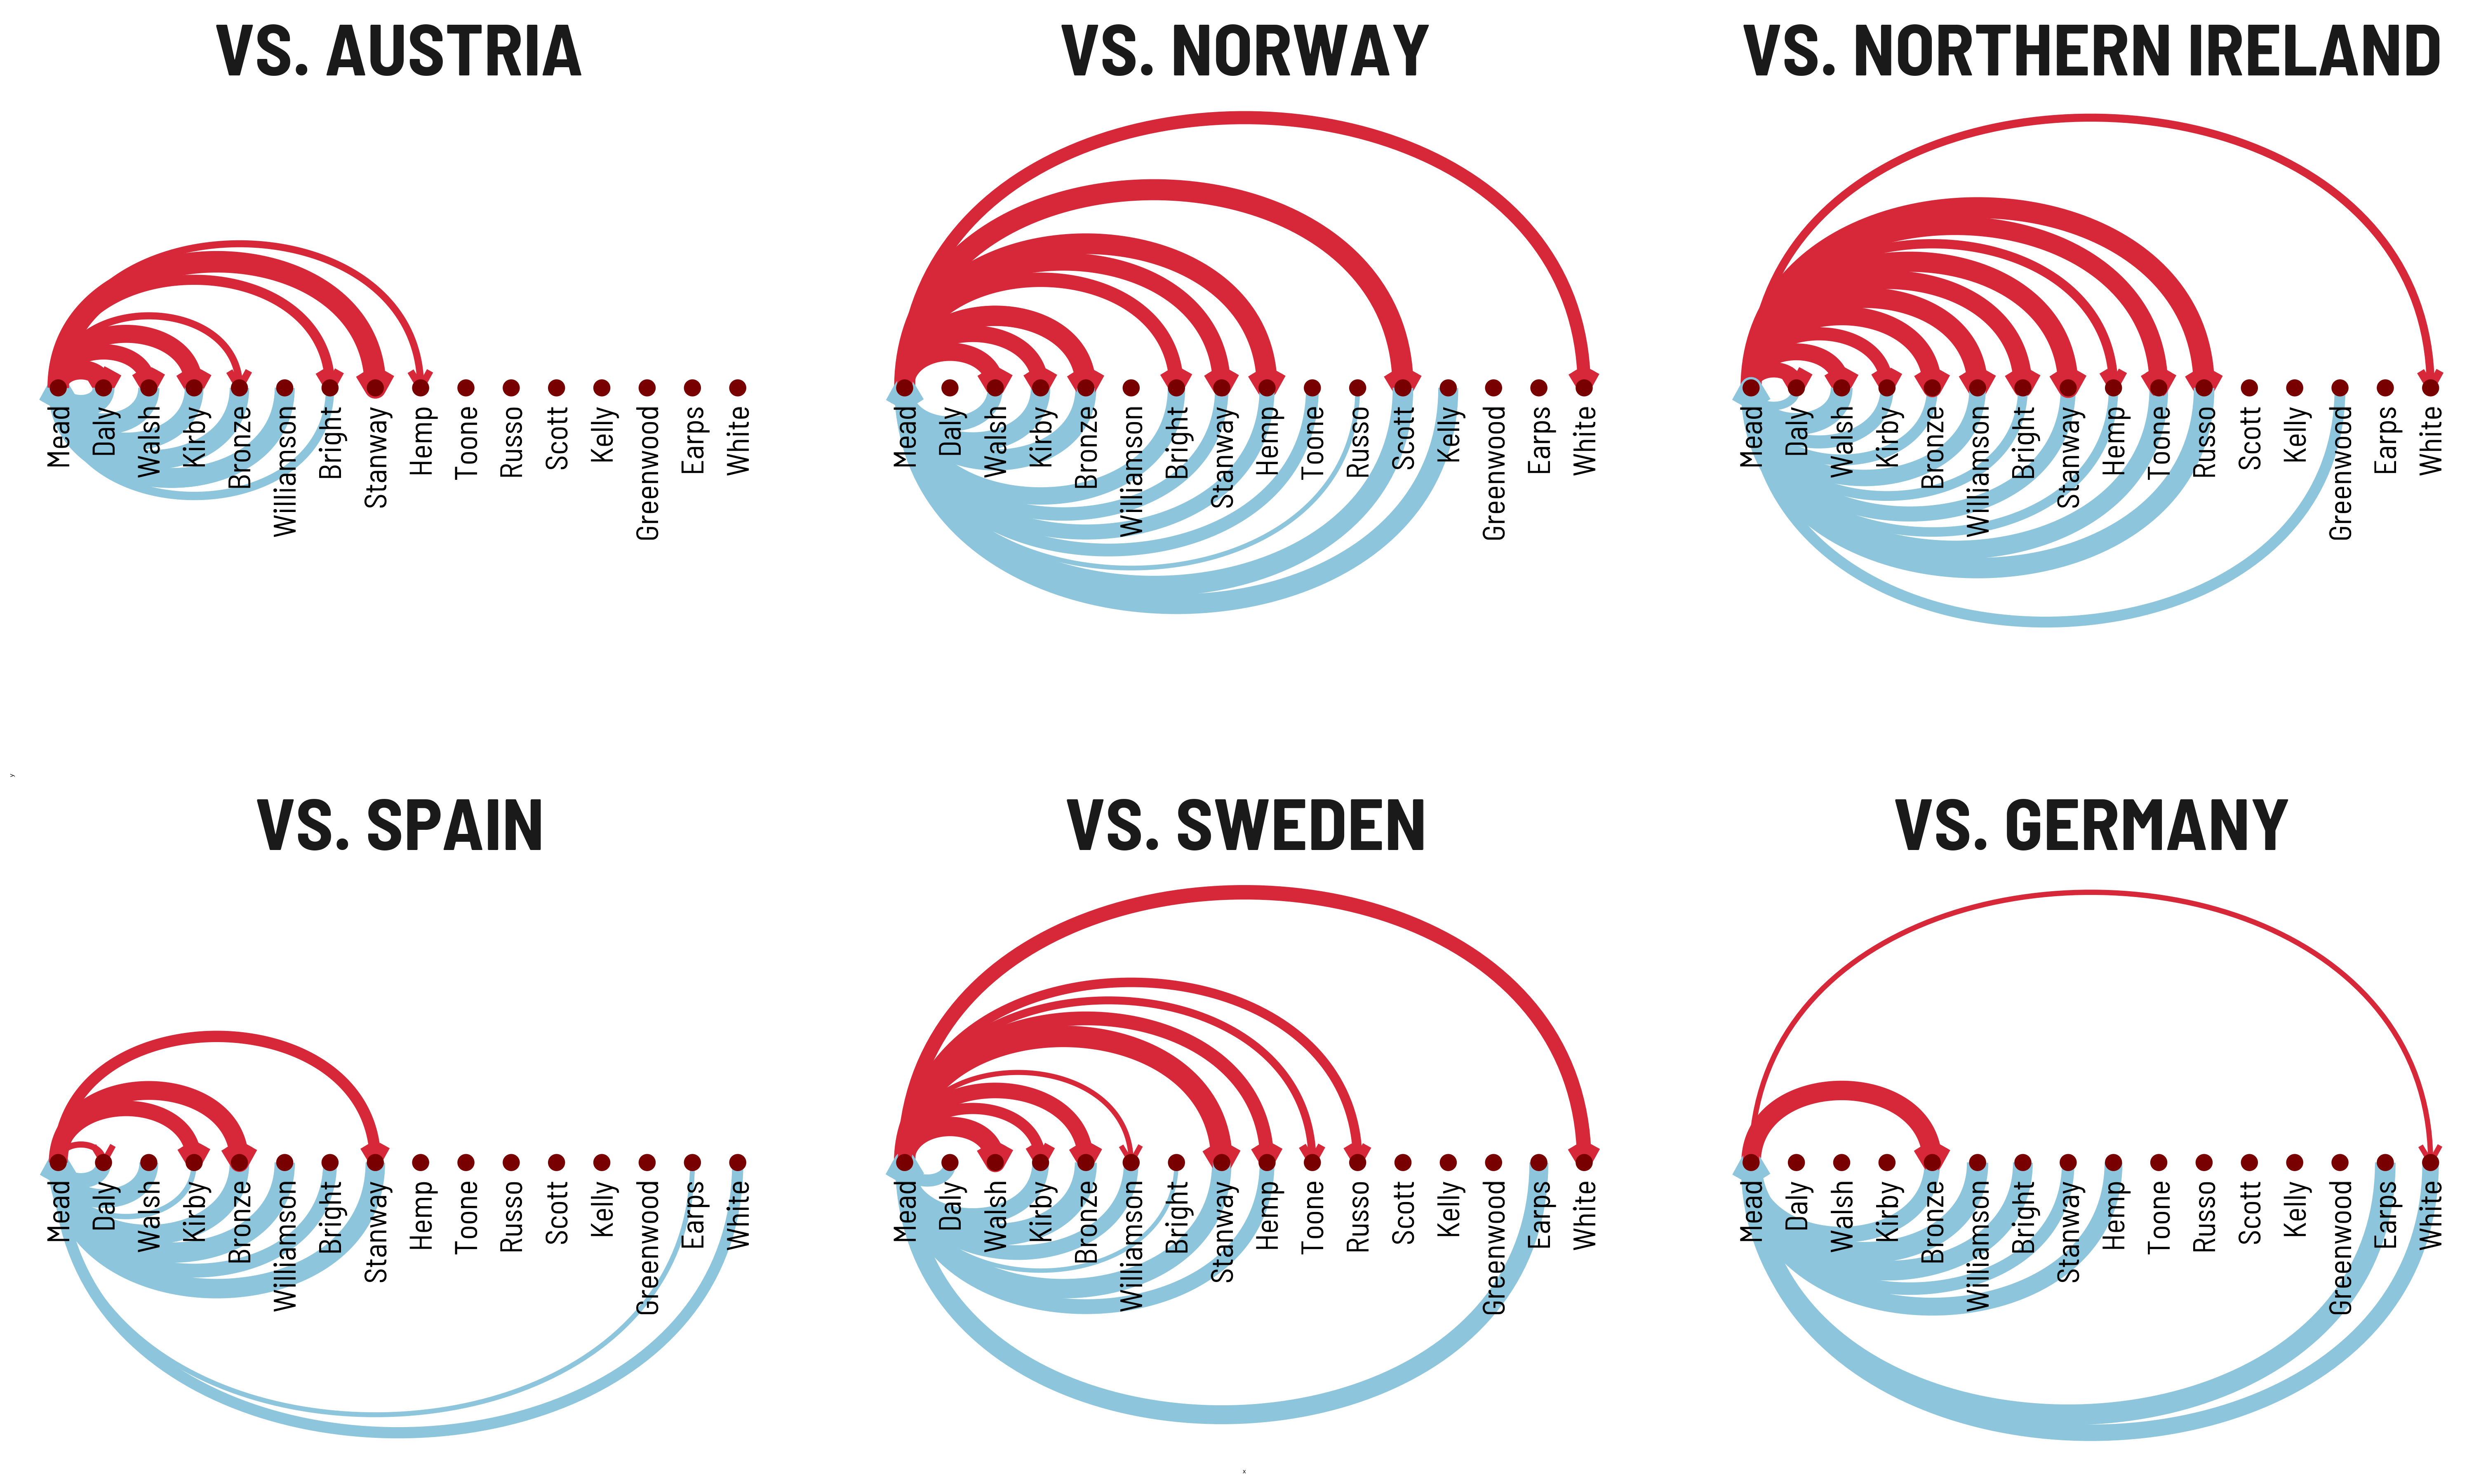 VS. AUSTRIA
Mead
Daly
Walsh
Kirby
Bronze
Williamson
Bright
Stanway
Hemp
Toone
Russo
Scott
Kelly
Greenwood
Earps
White
VS. NORWAY
Mead
Daly
Walsh
Kirby
Bronze
Williamson
Bright
Stanway
Hemp
Toone
Russo
Scott
Kelly
Greenwood
Earps
White
VS. NORTHERN IRELAND
Mead
Daly
Walsh
Kirby
Bronze
Williamson
Bright
Stanway
Hemp
Toone
Russo
Scott
Kelly
Greenwood
Earps
White
y
VS. SPAIN
Mead
Daly
Walsh
Kirby
Bronze
Williamson
Bright
Stanway
Hemp
Toone
Russo
Scott
Kelly
Greenwood
Earps
White
VS. SWEDEN
Mead
Daly
Walsh
Kirby
Bronze
Williamson
Bright
Stanway
Hemp
Toone
Russo
Scott
Kelly
Greenwood
Earps
White
VS. GERMANY
Mead
Daly
Walsh
Kirby
Bronze
Williamson
Bright
Stanway
Hemp
Toone
Russo
Scott
Kelly
Greenwood
Earps
White
x